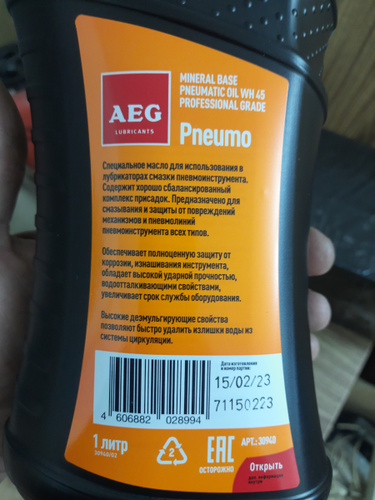 MINERAL BASE
PNEUMATIC OIL WH 45
PROFESSIONAL GRADE
AEG
LUBRICANTS
Pneumo
Специальное масло для использования в
лубрикаторах смазки пневмоинструмента.
Содержит хорошо сбалансированный
комплекс присадок. Предназначено для
смазывания и защиты от повреждений
механизмов и пневмолиний
пневмоинструмента всех типов.
Обеспечивает полноценную защиту от
коррозии, изнашивания инструмента,
обладает высокой ударной прочностью,
водоотталкивающими свойствами,
увеличивает срок службы оборудования.
Высокие деэмульгирующие свойства
позволяют быстро удалить излишки воды из
системы циркуляции.
Дата изготовления
и номер партии
15/02/23
71150223
4 606882 028994
1 литр
30940/02
2
EAC
ОСТОРОЖНО
АРТ.: 30940
Открыть